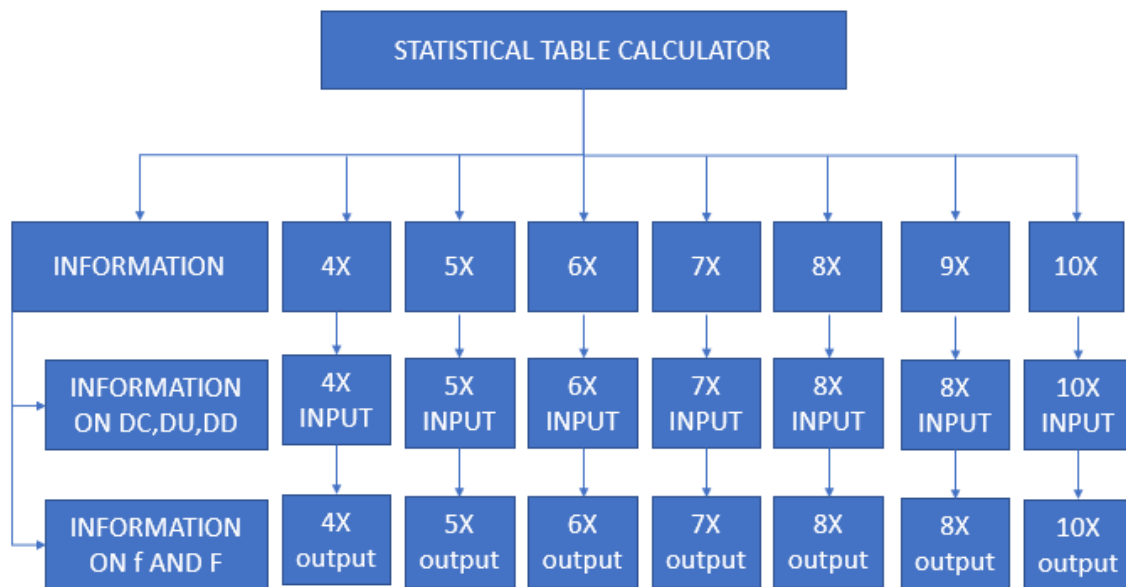 STATISTICAL TABLE CALCULATOR
INFORMATION
4X
5X
6X
7X
8X
9X
10X
INFORMATION
ON DC,DU,DD
4X
INPUT
5X
INPUT
6X
INPUT
7X
INPUT
8X
INPUT
8X
INPUT
10X
INPUT
INFORMATION
ON f AND F
4X
output
5X
output
6X
output
7X
output
8X
output
8X
output
10X
output